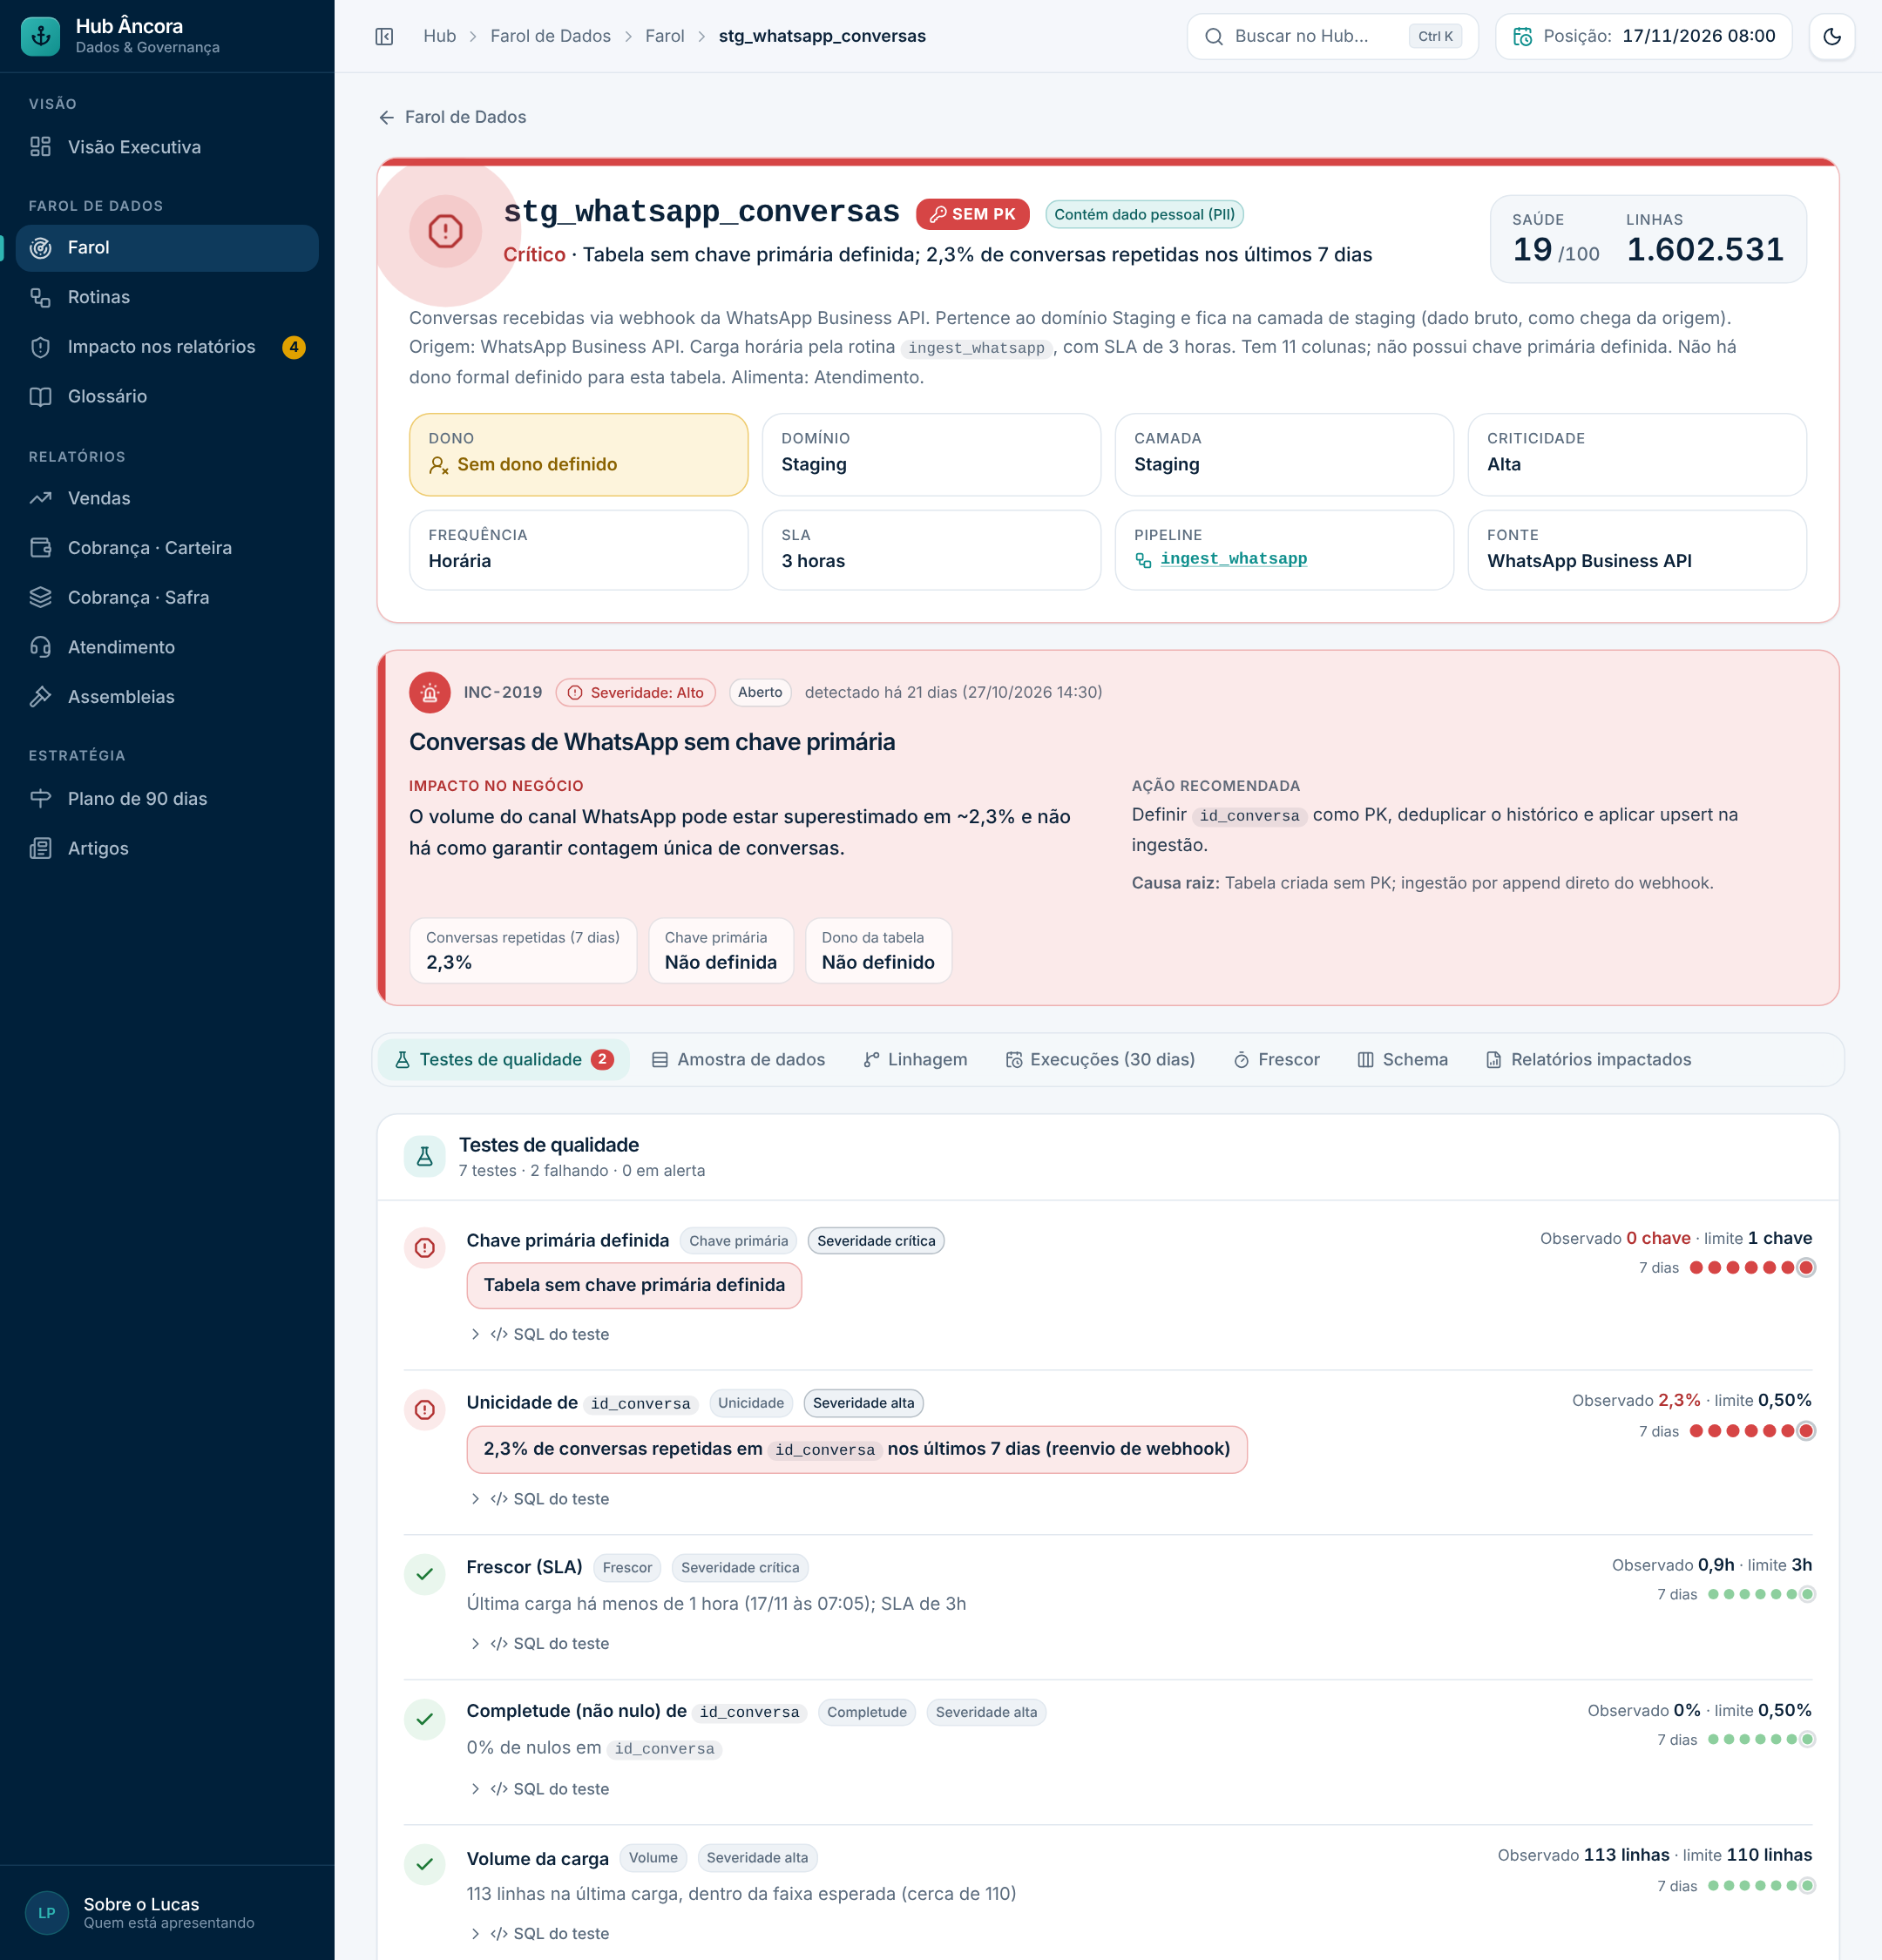 Hub Âncora
Dados & Governança
VISÃO
Visão Executiva
FAROL DE DADOS
Farol
Rotinas
Impacto nos relatórios 4
Glossário
RELATÓRIOS
Vendas
Cobrança · Carteira
Cobrança · Safra
Atendimento
Assembleias
ESTRATÉGIA
Plano de 90 dias
Artigos
LP
Sobre o Lucas
Quem está apresentando
Hub > Farol de Dados > Farol > stg_whatsapp_conversas
Buscar no Hub... Ctrl K
Posição: 17/11/2026 08:00
← Farol de Dados
stg_whatsapp_conversas SEM PK Contém dado pessoal (PII)
Crítico · Tabela sem chave primária definida; 2,3% de conversas repetidas nos últimos 7 dias
SAÚDE LINHAS
19 /100 1.602.531
Conversas recebidas via webhook da WhatsApp Business API. Pertence ao domínio Staging e fica na camada de staging (dado bruto, como chega da origem).
Origem: WhatsApp Business API. Carga horária pela rotina ingest_whatsapp, com SLA de 3 horas. Tem 11 colunas; não possui chave primária definida. Não há
dono formal definido para esta tabela. Alimenta: Atendimento.
DONO
Sem dono definido
DOMÍNIO
Staging
CAMADA
Staging
CRITICIDADE
Alta
FREQUÊNCIA
Horária
SLA
3 horas
PIPELINE
ingest_whatsapp
FONTE
WhatsApp Business API
INC-2019 Severidade: Alto Aberto detectado há 21 dias (27/10/2026 14:30)
Conversas de WhatsApp sem chave primária
IMPACTO NO NEGÓCIO
O volume do canal WhatsApp pode estar superestimado em ~2,3% e não
há como garantir contagem única de conversas.
AÇÃO RECOMENDADA
Definir id_conversa como PK, deduplicar o histórico e aplicar upsert na
ingestão.
Causa raiz: Tabela criada sem PK; ingestão por append direto do webhook.
Conversas repetidas (7 dias)
2,3%
Chave primária
Não definida
Dono da tabela
Não definido
Testes de qualidade 2 Amostra de dados Linhagem Execuções (30 dias) Frescor Schema Relatórios impactados
Testes de qualidade
7 testes · 2 falhando · 0 em alerta
Chave primária definida Chave primária Severidade crítica
Observado 0 chave · limite 1 chave
7 dias
Tabela sem chave primária definida
> </> SQL do teste
Unicidade de id_conversa Unicidade Severidade alta
Observado 2,3% · limite 0,50%
7 dias
2,3% de conversas repetidas em id_conversa nos últimos 7 dias (reenvio de webhook)
> </> SQL do teste
Frescor (SLA) Frescor Severidade crítica
Observado 0,9h · limite 3h
7 dias
Última carga há menos de 1 hora (17/11 às 07:05); SLA de 3h
> </> SQL do teste
Completude (não nulo) de id_conversa Completude Severidade alta
Observado 0% · limite 0,50%
7 dias
0% de nulos em id_conversa
> </> SQL do teste
Volume da carga Volume Severidade alta
Observado 113 linhas · limite 110 linhas
7 dias
113 linhas na última carga, dentro da faixa esperada (cerca de 110)
> </> SQL do teste